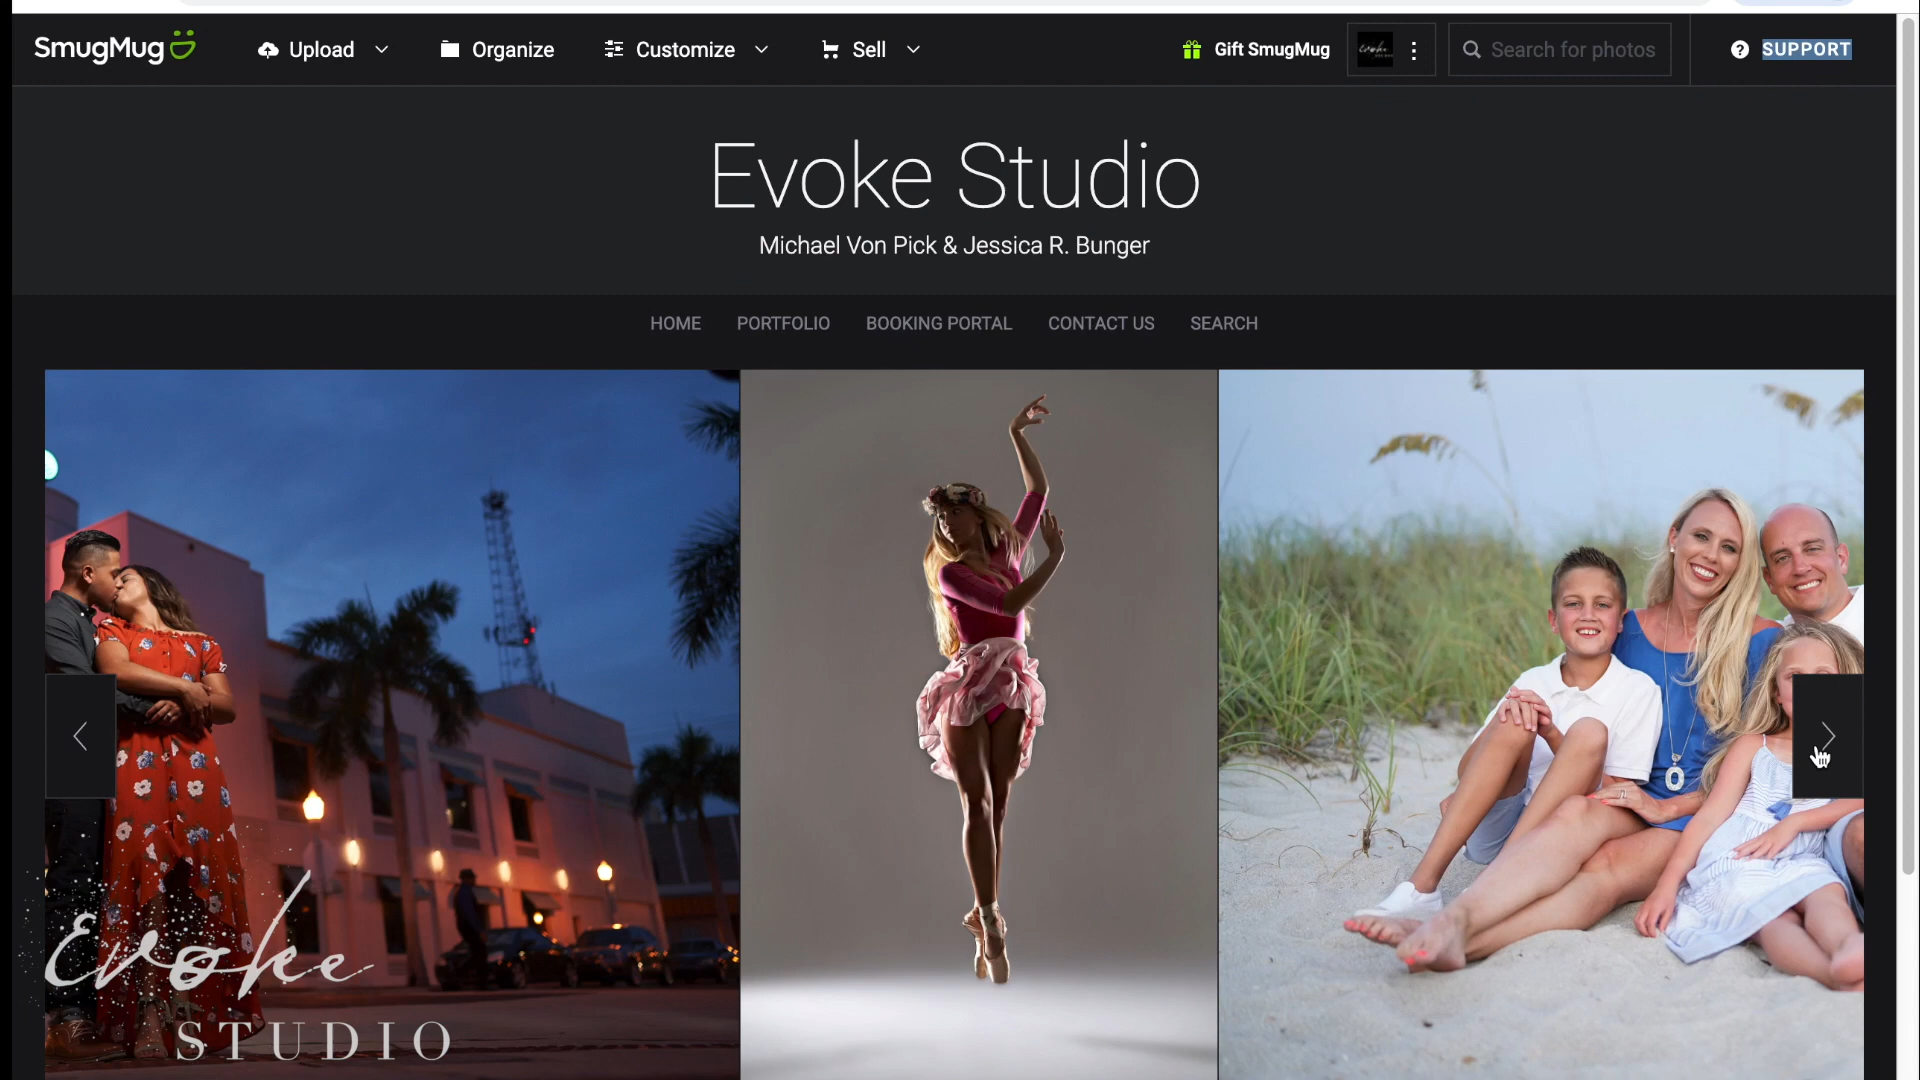 SmugMug
Upload
Organize
Customize
Sell
Gift SmugMug
Search for photos
SUPPORT
Evoke Studio
Michael Von Pick & Jessica R. Bunger
HOME
PORTFOLIO
BOOKING PORTAL
CONTACT US
SEARCH
Evoke
STUDIO